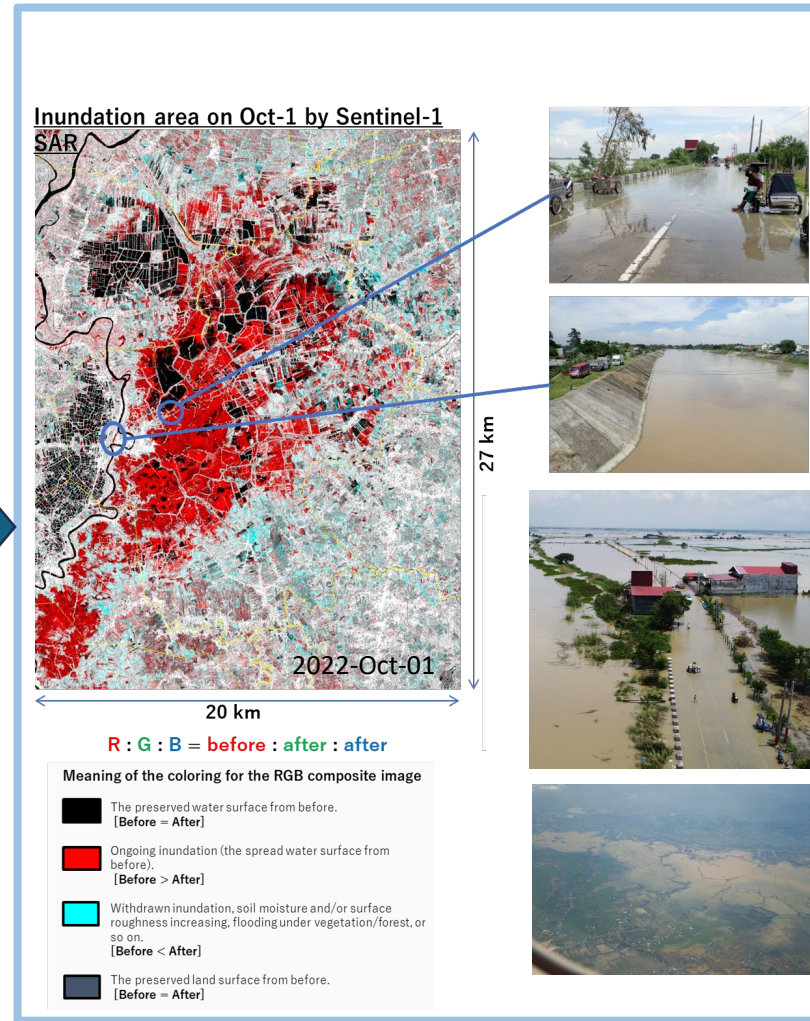 Inundation area on Oct-1 by Sentinel-1
SAR
2022-Oct-01
27 km
20 km
R : G : B = before : after : after
Meaning of the coloring for the RGB composite image
The preserved water surface from before.
[Before = After]
Ongoing inundation (the spread water surface from
before).
[Before > After]
Withdrawn inundation, soil moisture and/or surface
roughness increasing, flooding under vegetation/forest, or
so on.
[Before < After]
The preserved land surface from before.
[Before = After]